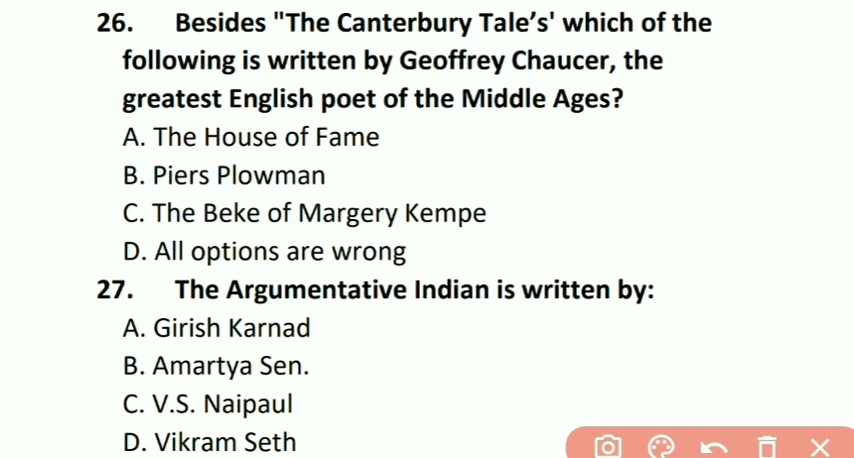 26. Besides "The Canterbury Tale’s' which of the
following is written by Geoffrey Chaucer, the
greatest English poet of the Middle Ages?
A. The House of Fame
B. Piers Plowman
C. The Beke of Margery Kempe
D. All options are wrong
27. The Argumentative Indian is written by:
A. Girish Karnad
B. Amartya Sen.
C. V.S. Naipaul
D. Vikram Seth